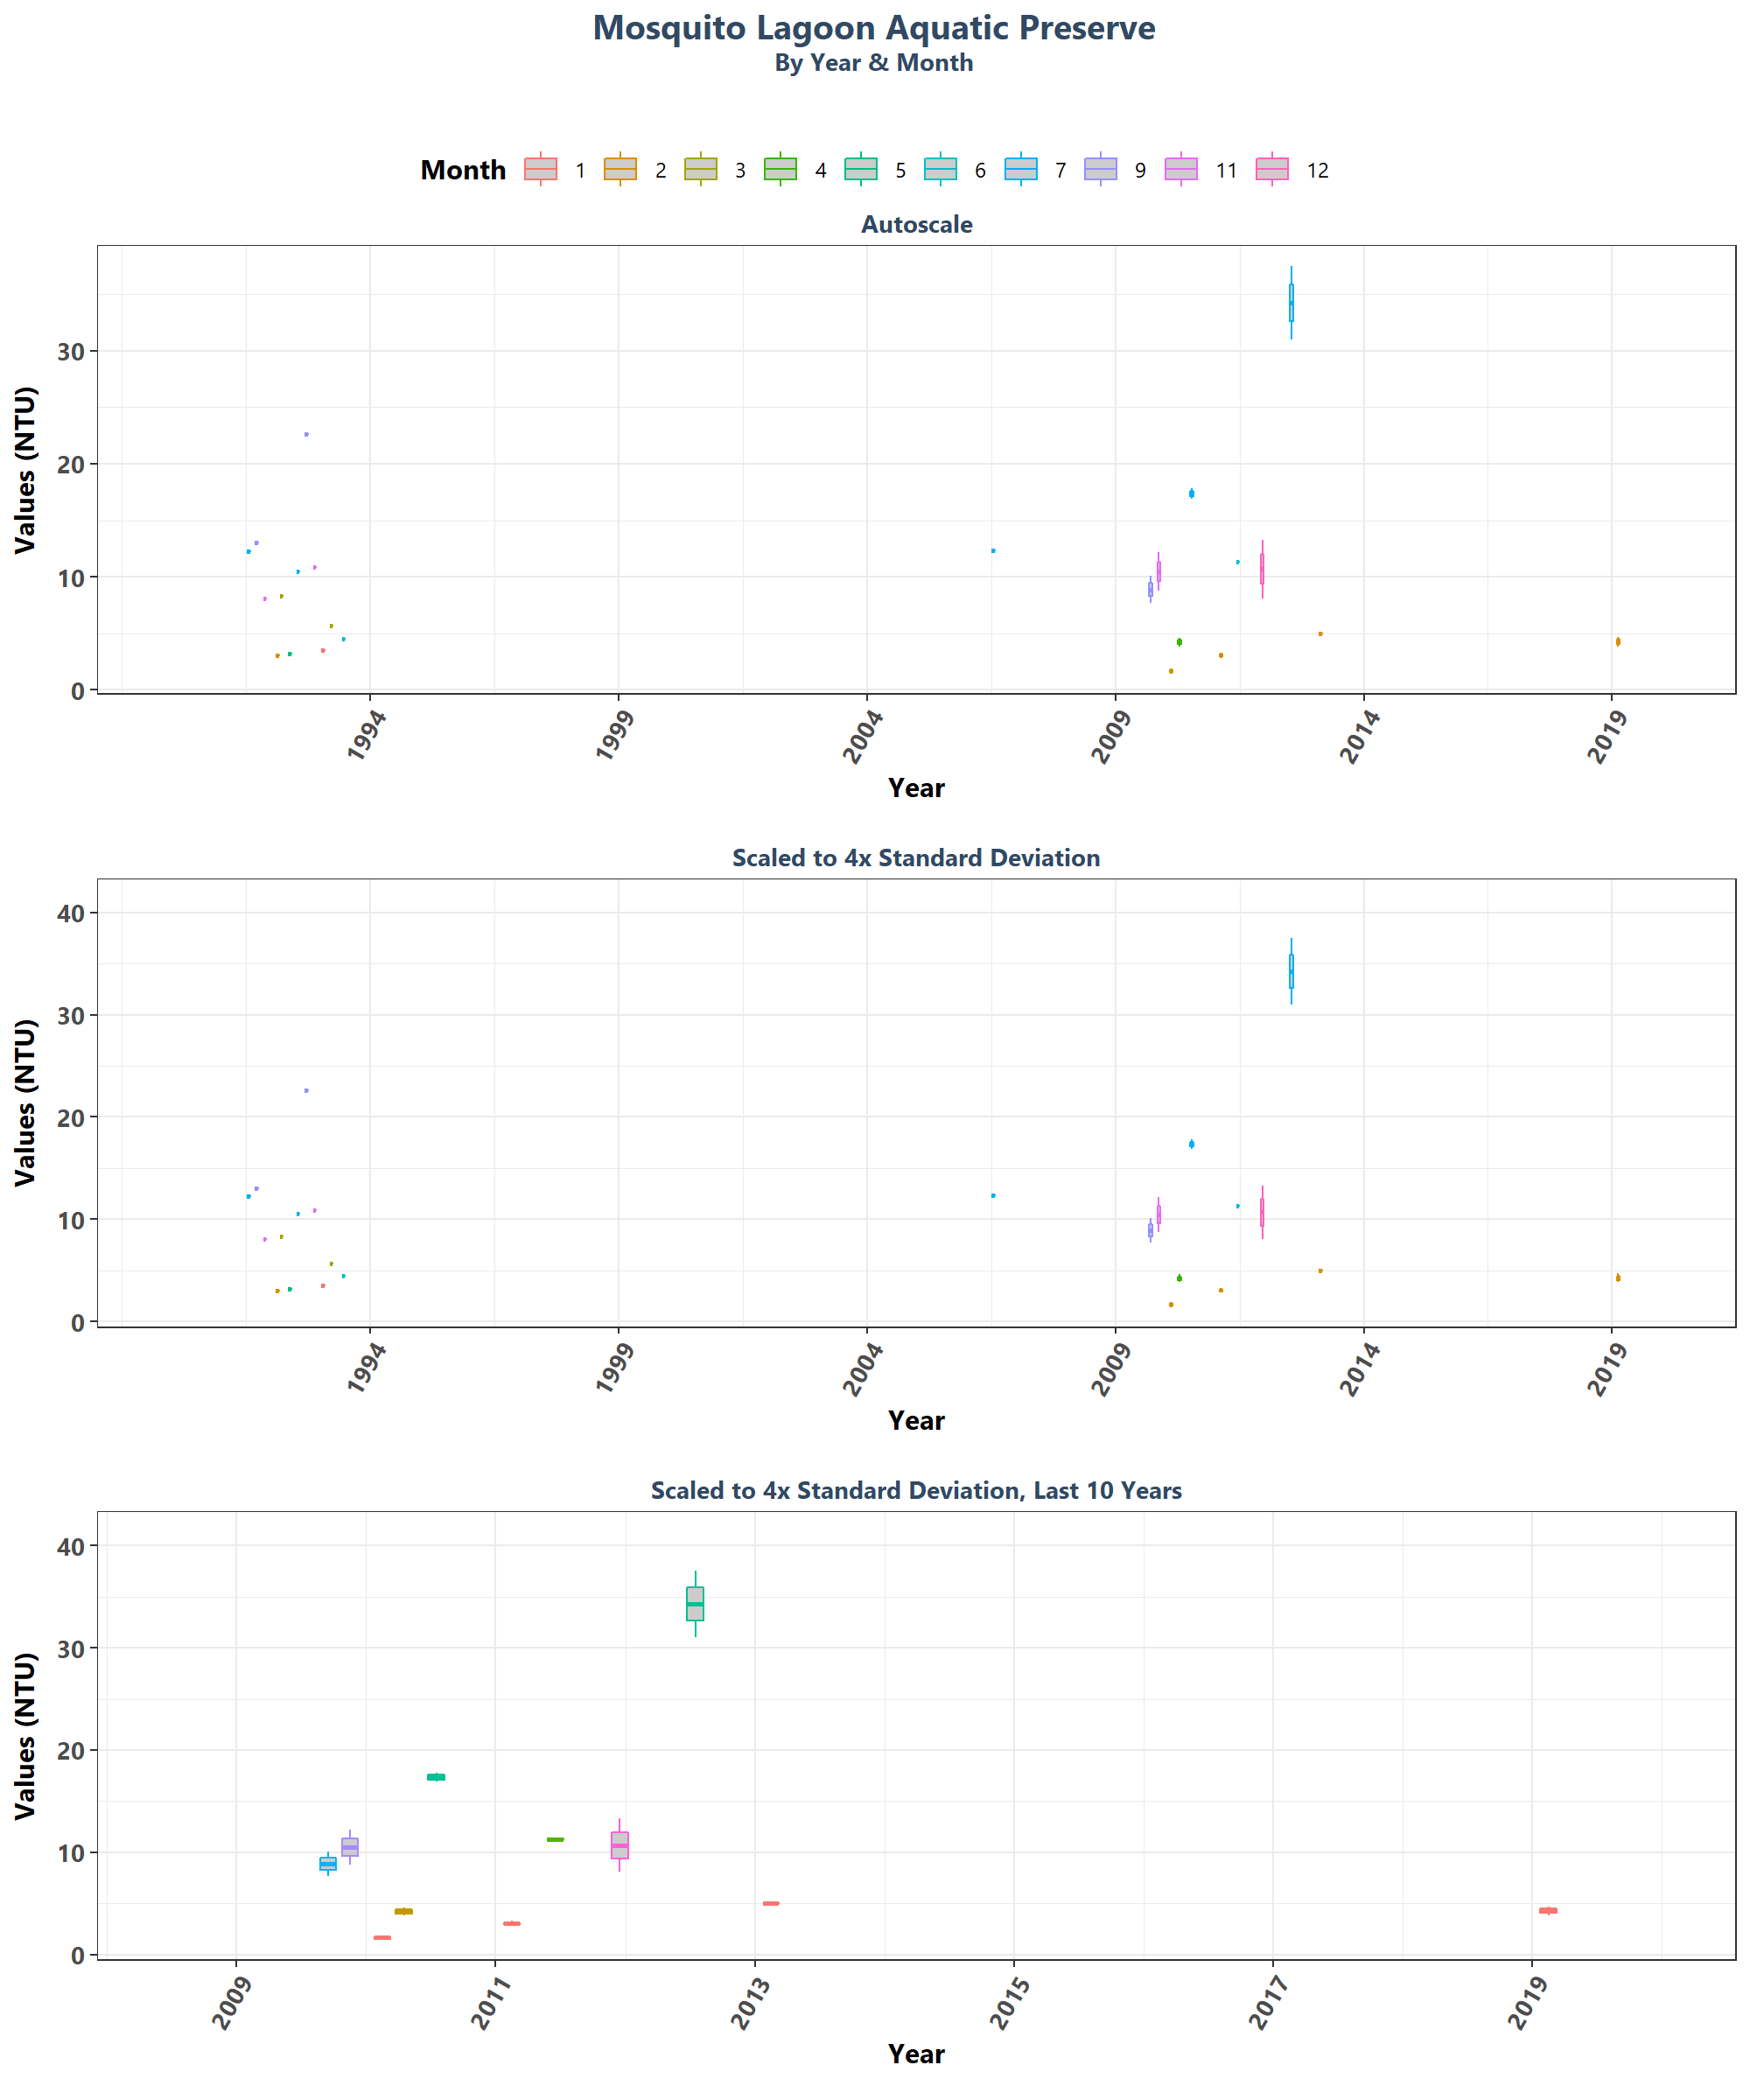 Mosquito Lagoon Aquatic Preserve
By Year & Month
Month 1 2 3 4 5 6 7 9 11 12
Autoscale
Values (NTU)
30
20
10
0
1994 1999 2004 2009 2014 2019
Year
Scaled to 4x Standard Deviation
Values (NTU)
40
30
20
10
0
1994 1999 2004 2009 2014 2019
Year
Scaled to 4x Standard Deviation, Last 10 Years
Values (NTU)
40
30
20
10
0
2009 2011 2013 2015 2017 2019
Year